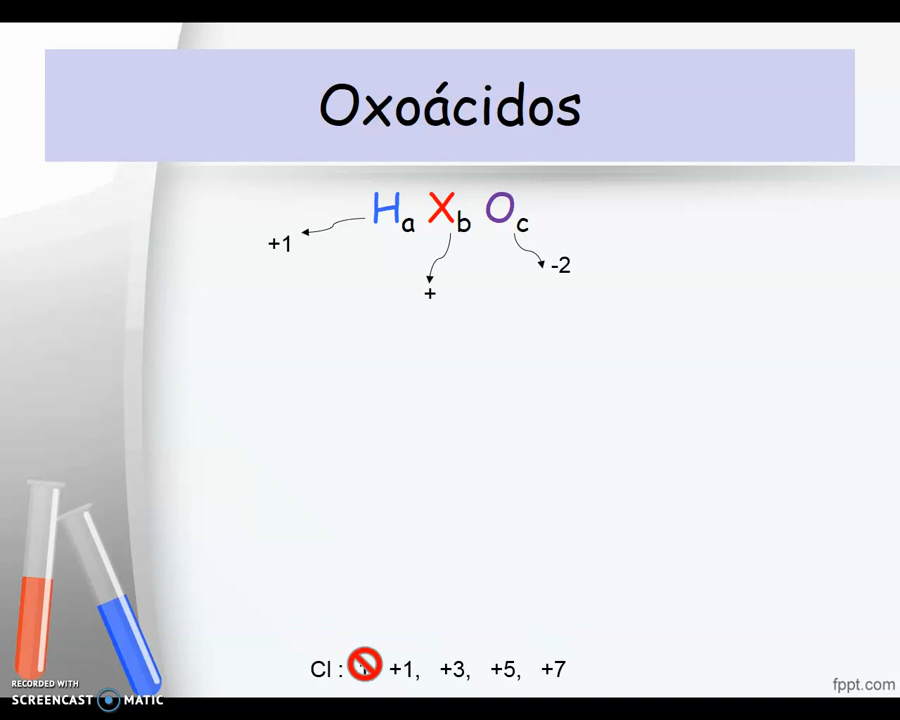 Oxoácidos
Ha Xb Oc
+1
-2
+
Cl : +1, +3, +5, +7
RECORDED WITH
SCREENCAST MATIC
fppt.com